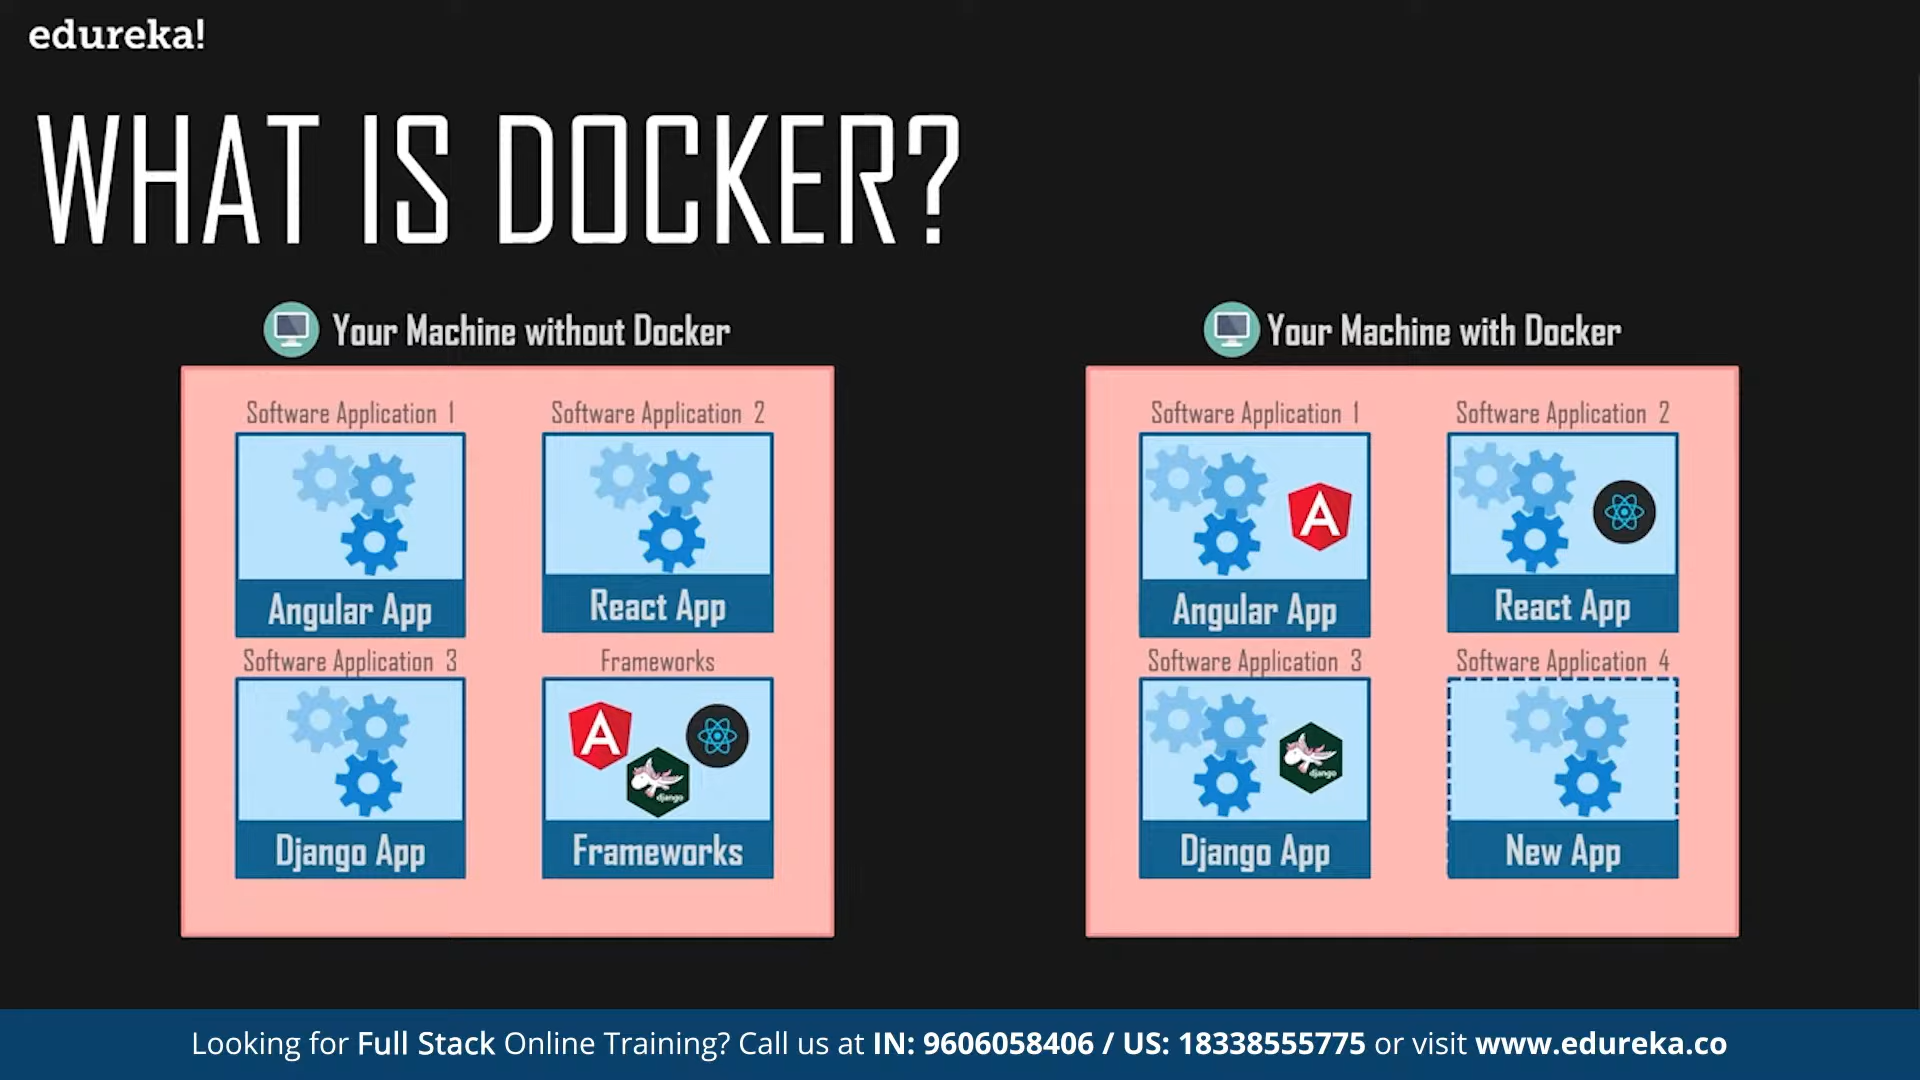 edureka!
WHAT IS DOCKER?
Your Machine without Docker
Software Application 1
Software Application 2
Angular App
React App
Software Application 3
Frameworks
django
Django App
Frameworks
Your Machine with Docker
Software Application 1
Software Application 2
Angular App
React App
Software Application 3
Software Application 4
django
Django App
New App
Looking for Full Stack Online Training? Call us at IN: 9606058406 / US: 18338555775 or visit www.edureka.co